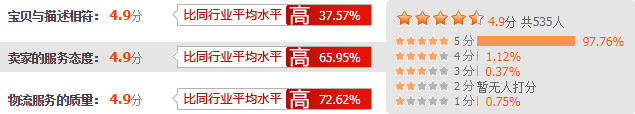 宝贝与描述相符： 4.9分 比同行业平均水平 高 37.57%
卖家的服务态度： 4.9分 比同行业平均水平 高 65.95%
物流服务的质量： 4.9分 比同行业平均水平 高 72.62%
4.9分 共535人
5分 97.76%
4分 1.12%
3分 0.37%
2分 暂无人打分
1分 0.75%